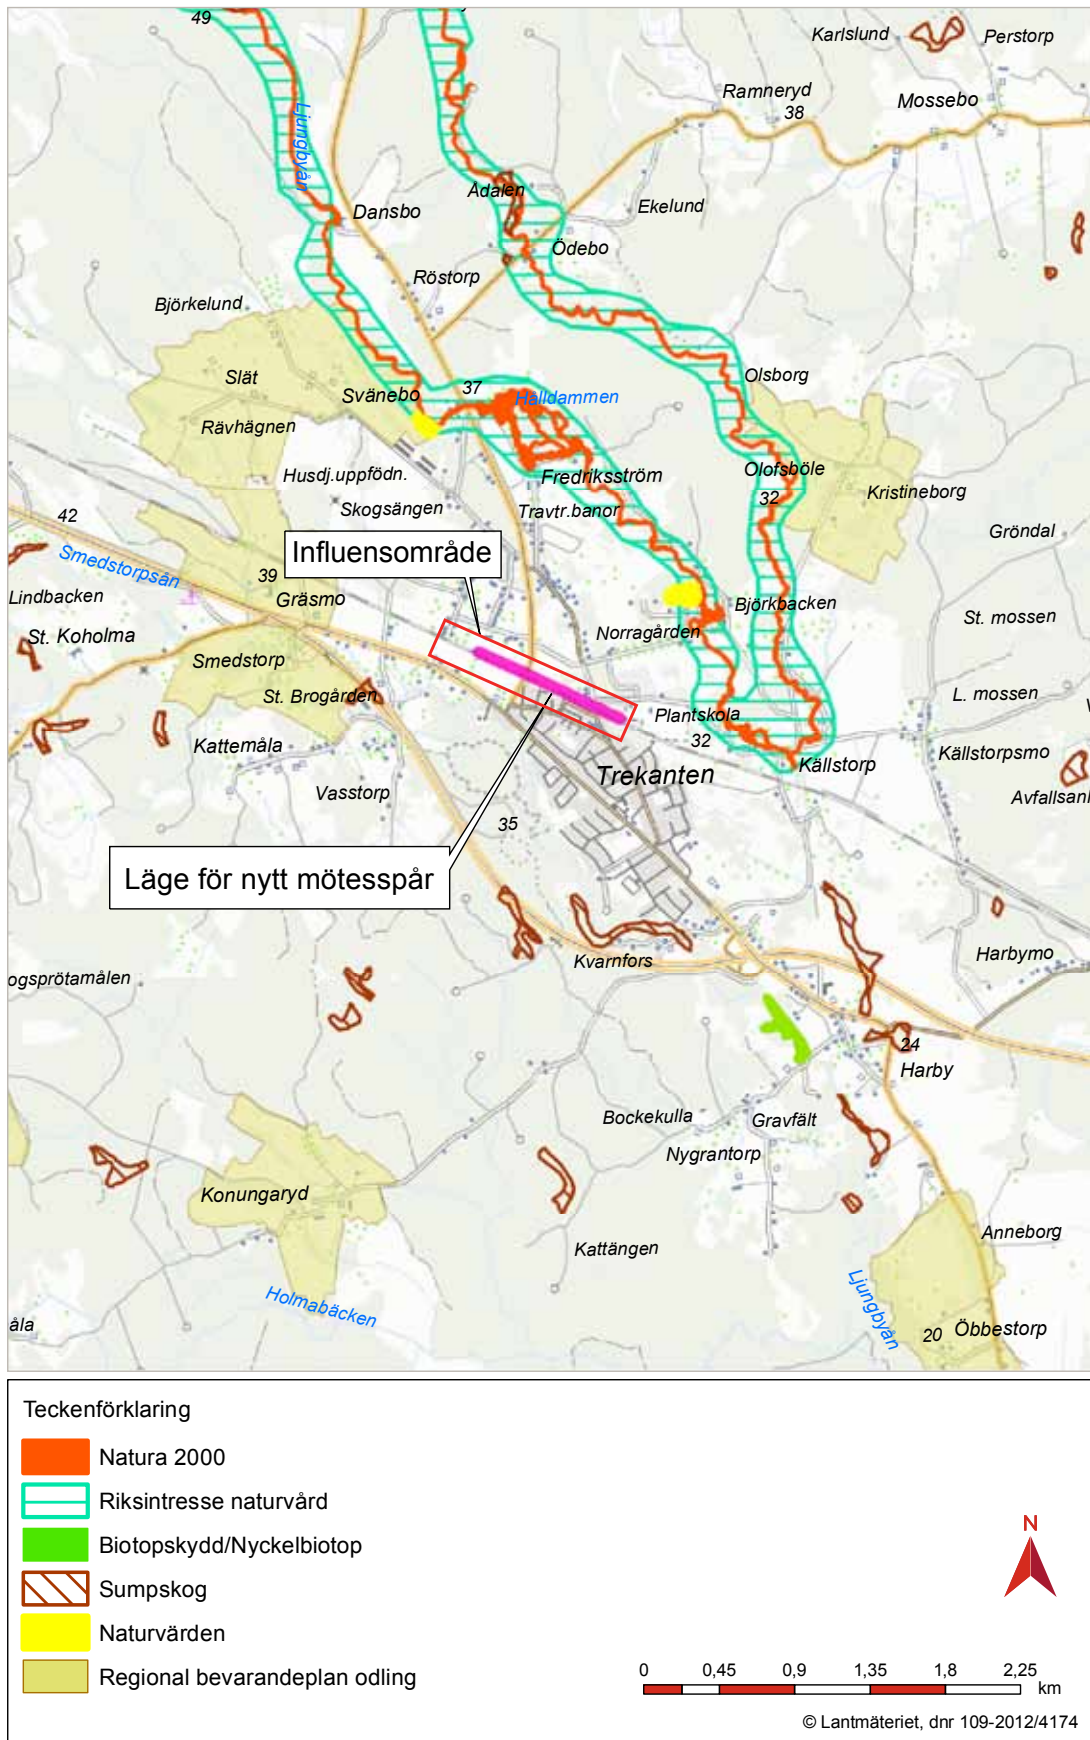 49
Karlslund
Perstorp
Ramneryd
38
Mossebo
Ljungbyån
Ådalen
Ekelund
Dansbo
Ödebo
Röstorp
Björkelund
Slät
Svänebo
37
Hälldammen
Olsborg
Rävhägnen
Husdj.uppfödn.
Fredriksström
Olofsböle
Kristineborg
32
Skogsängen
Travtr.banor
42
Gröndal
Influensområde
Smedstorpsån
39
Gräsmo
Lindbacken
Björkbacken
St. mossen
St. Koholma
Norragården
Smedstorp
St. Brogården
L. mossen
Plantskola
32
Kattemåla
Källstorp
Källstorpsmo
Trekanten
Vasstorp
Avfallsanl
35
Läge för nytt mötesspår
Kvarnfors
Harbymo
ogsprötamålen
24
Harby
Bockekulla
Gravfält
Nygrantorp
Konungaryd
Anneborg
Kattängen
Holmabäcken
Ljungbyån
åla
20
Öbbestorp
Teckenförklaring
Natura 2000
Riksintresse naturvård
Biotopskydd/Nyckelbiotop
Sumpskog
Naturvärden
Regional bevarandeplan odling
N
0 0,45 0,9 1,35 1,8 2,25
km
© Lantmäteriet, dnr 109-2012/4174